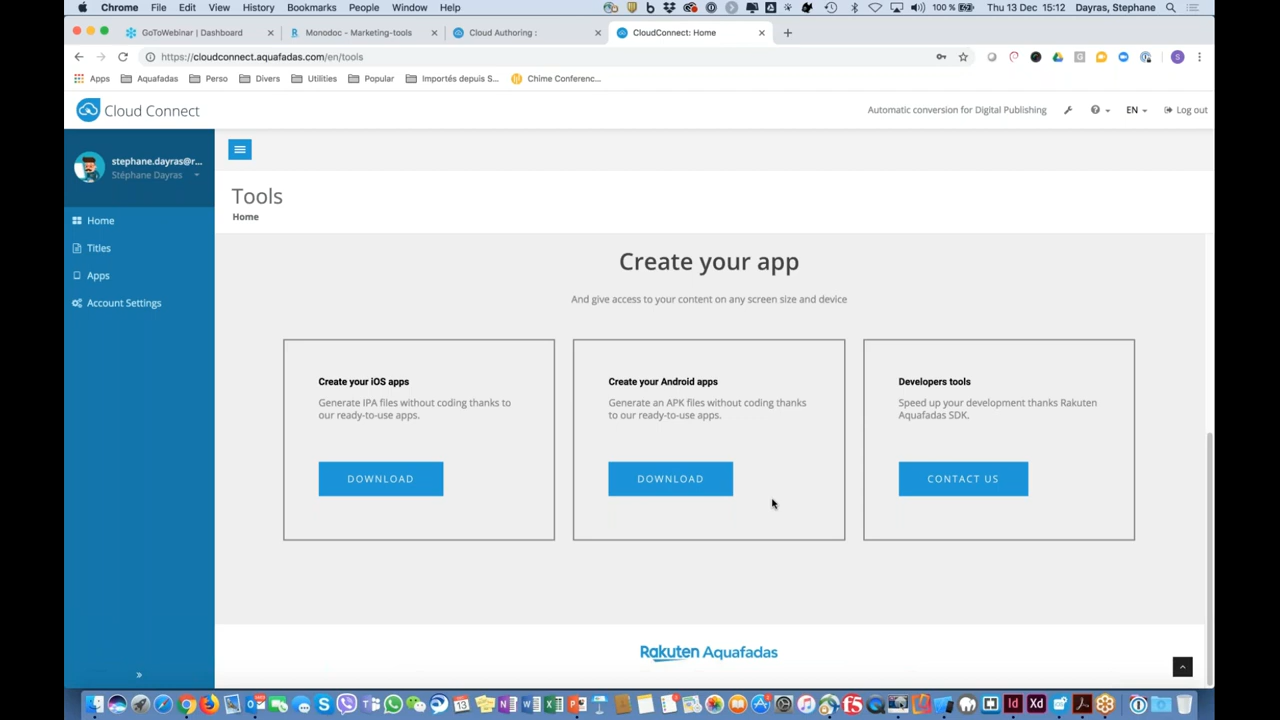 Chrome File Edit View History Bookmarks People Window Help 100 % Thu 13 Dec 15:12 Dayras, Stephane
GoToWebinar | Dashboard
Monodoc - Marketing-tools
Cloud Authoring :
CloudConnect: Home
https://cloudconnect.aquafadas.com/en/tools
Apps Aquafadas Perso Divers Utilities Popular Importés depuis S... Chime Conferenc...
Cloud Connect
Automatic conversion for Digital Publishing
EN
Log out
stephane.dayras@r...
Stéphane Dayras
Home
Titles
Apps
Account Settings
Tools
Home
Create your app
And give access to your content on any screen size and device
Create your iOS apps
Generate IPA files without coding thanks
to our ready-to-use apps.
DOWNLOAD
Create your Android apps
Generate an APK files without coding thanks
to our ready-to-use apps.
DOWNLOAD
Developers tools
Speed up your development thanks Rakuten
Aquafadas SDK.
CONTACT US
Rakuten Aquafadas